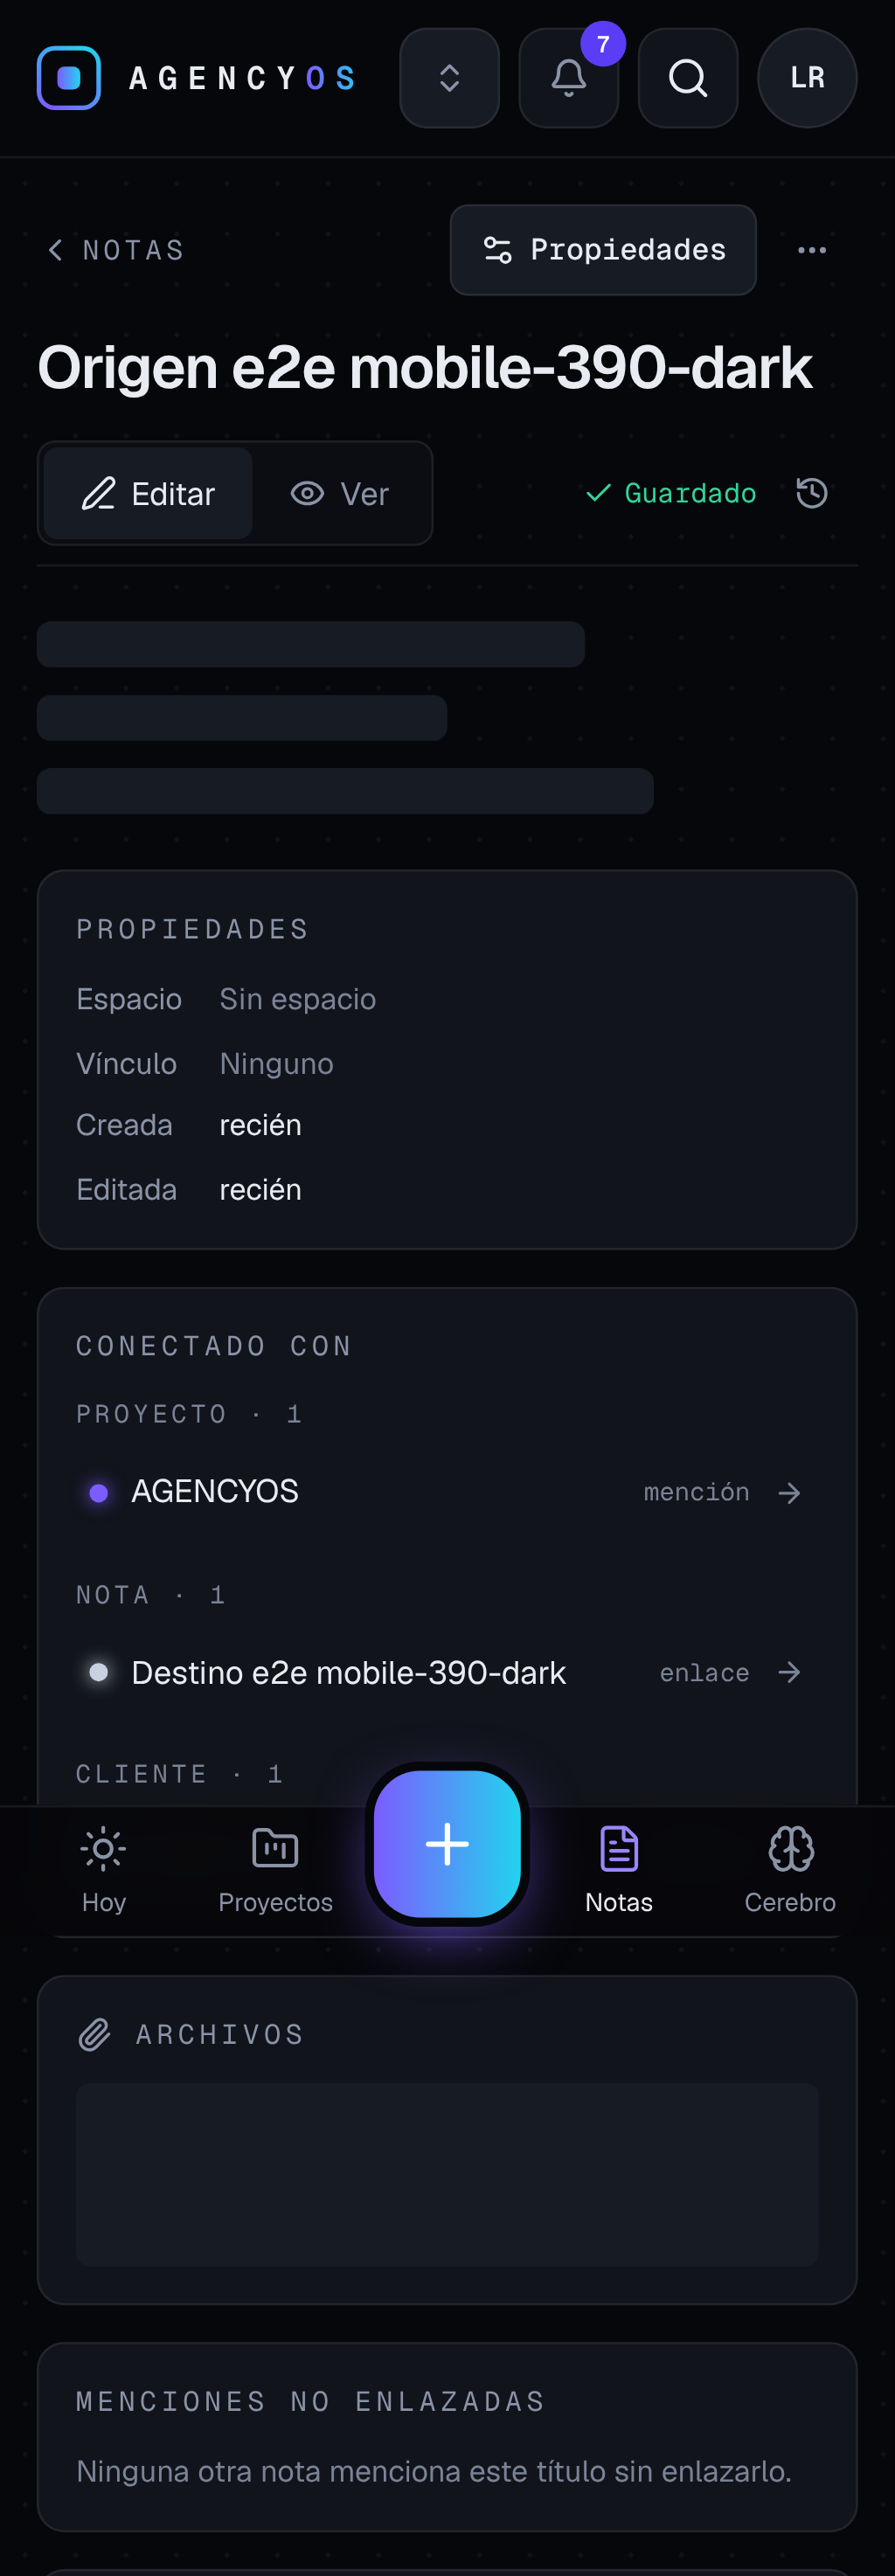 AGENCYOS
7
LR
NOTAS
Propiedades
Origen e2e mobile-390-dark
Editar
Ver
Guardado
PROPIEDADES
Espacio Sin espacio
Vínculo Ninguno
Creada recién
Editada recién
CONECTADO CON
PROYECTO · 1
AGENCYOS mención
NOTA · 1
Destino e2e mobile-390-dark enlace
CLIENTE · 1
Hoy
Proyectos
Notas
Cerebro
ARCHIVOS
MENCIONES NO ENLAZADAS
Ninguna otra nota menciona este título sin enlazarlo.